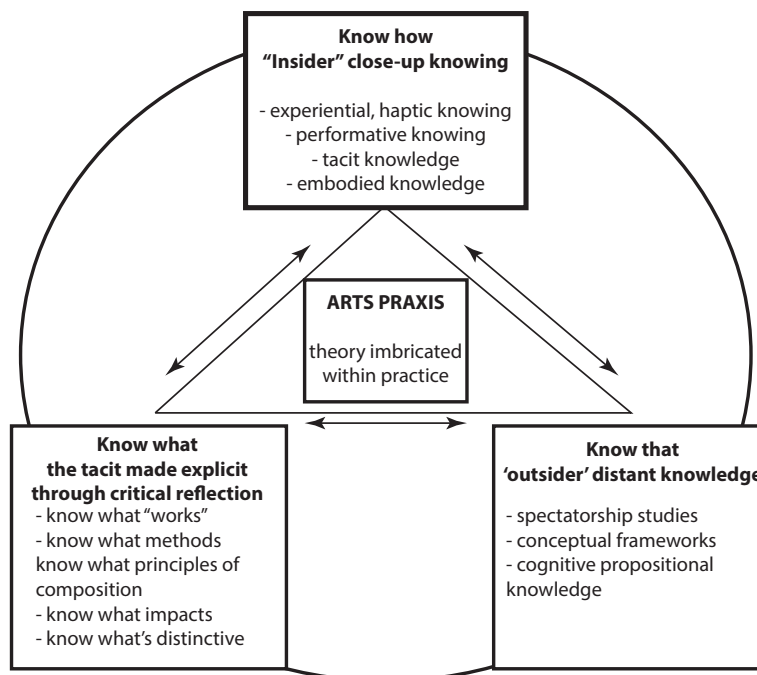 Know how
“Insider” close-up knowing
- experiential, haptic knowing
- performative knowing
- tacit knowledge
- embodied knowledge
ARTS PRAXIS
theory imbricated
within practice
Know what
the tacit made explicit
through critical reflection
- know what “works”
- know what methods
know what principles of
composition
- know what impacts
- know what’s distinctive
Know that
‘outsider’ distant knowledge
- spectatorship studies
- conceptual frameworks
- cognitive propositional
knowledge